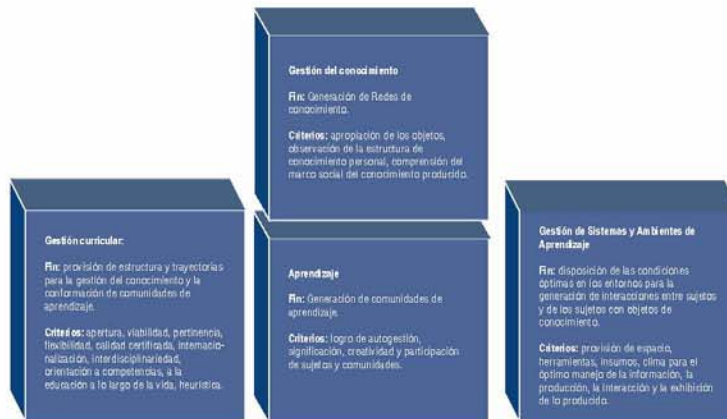 Gestión del conocimiento
Fin: Generación de Redes de
conocimiento.
Criterios: apropiación de los objetos,
observación de la estructura de
conocimiento personal, comprensión del
marco social del conocimiento producido.
Gestión curricular:
Fin: provisión de estructura y trayectorias
para la gestión del conocimiento y la
conformación de comunidades de
aprendizaje.
Criterios: apertura, viabilidad, pertinencia,
flexibilidad, calidad certificada, internacio-
nalización, interdisciplinariedad,
orientación a competencias, a la
educación a lo largo de la vida, heurística.
Aprendizaje
Fin: Generación de comunidades de
aprendizaje.
Criterios: logro de autogestión,
significación, creatividad y participación
de sujetos y comunidades.
Gestión de Sistemas y Ambientes de
Aprendizaje
Fin: disposición de las condiciones
óptimas en los entornos para la
generación de interacciones entre sujetos
y de los sujetos con objetos de
conocimiento.
Criterios: provisión de espacio,
herramientas, insumos, clima para el
óptimo manejo de la información, la
producción, la interacción y la exhibición
de lo producido.